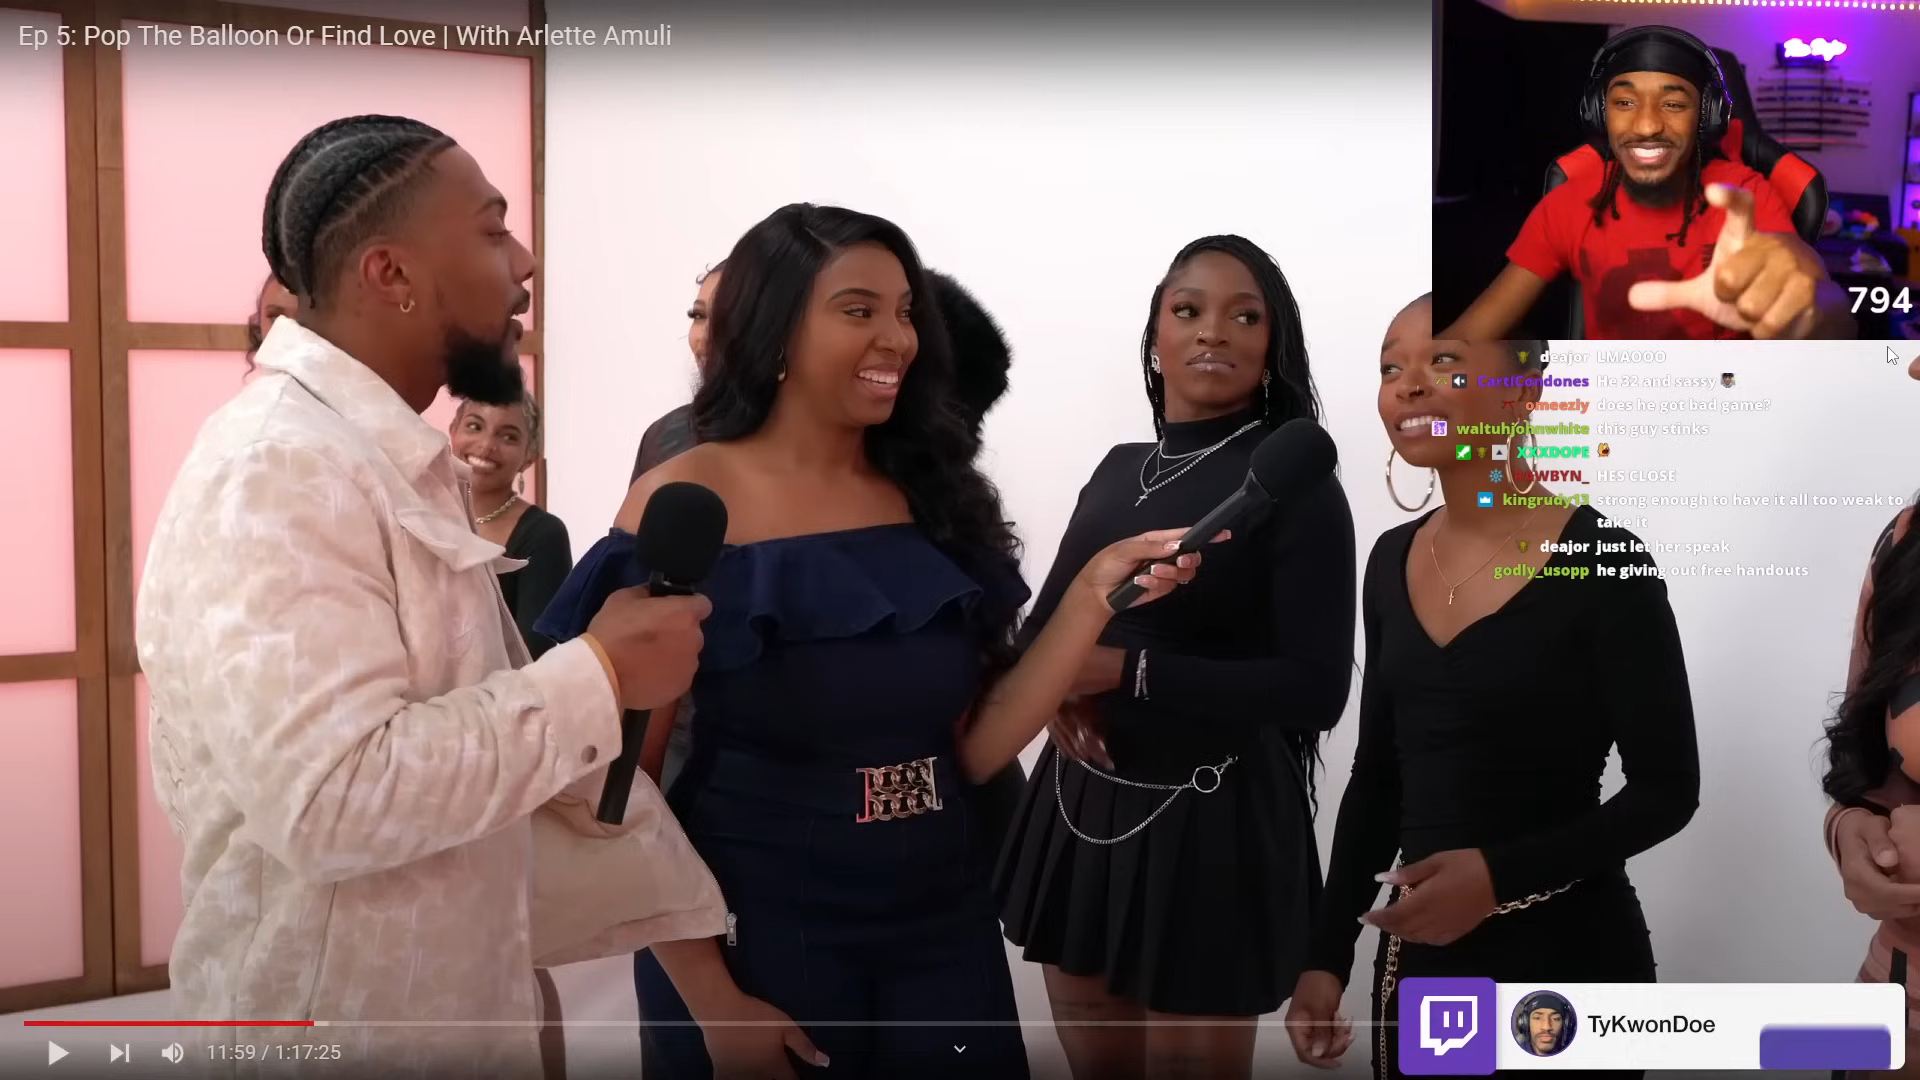 Ep 5: Pop The Balloon Or Find Love | With Arlette Amuli
794
deajor LMAOOO
CartiCondones He 32 and sassy
omeezly does he got bad game?
waltuhjohnwhite this guy stinks
XXXDOPE
WBYN_ HES CLOSE
kingrudy13 strong enough to have it all too weak to
take it
deajor just let her speak
godly_usopp he giving out free handouts
TyKwonDoe
11:59 / 1:17:25